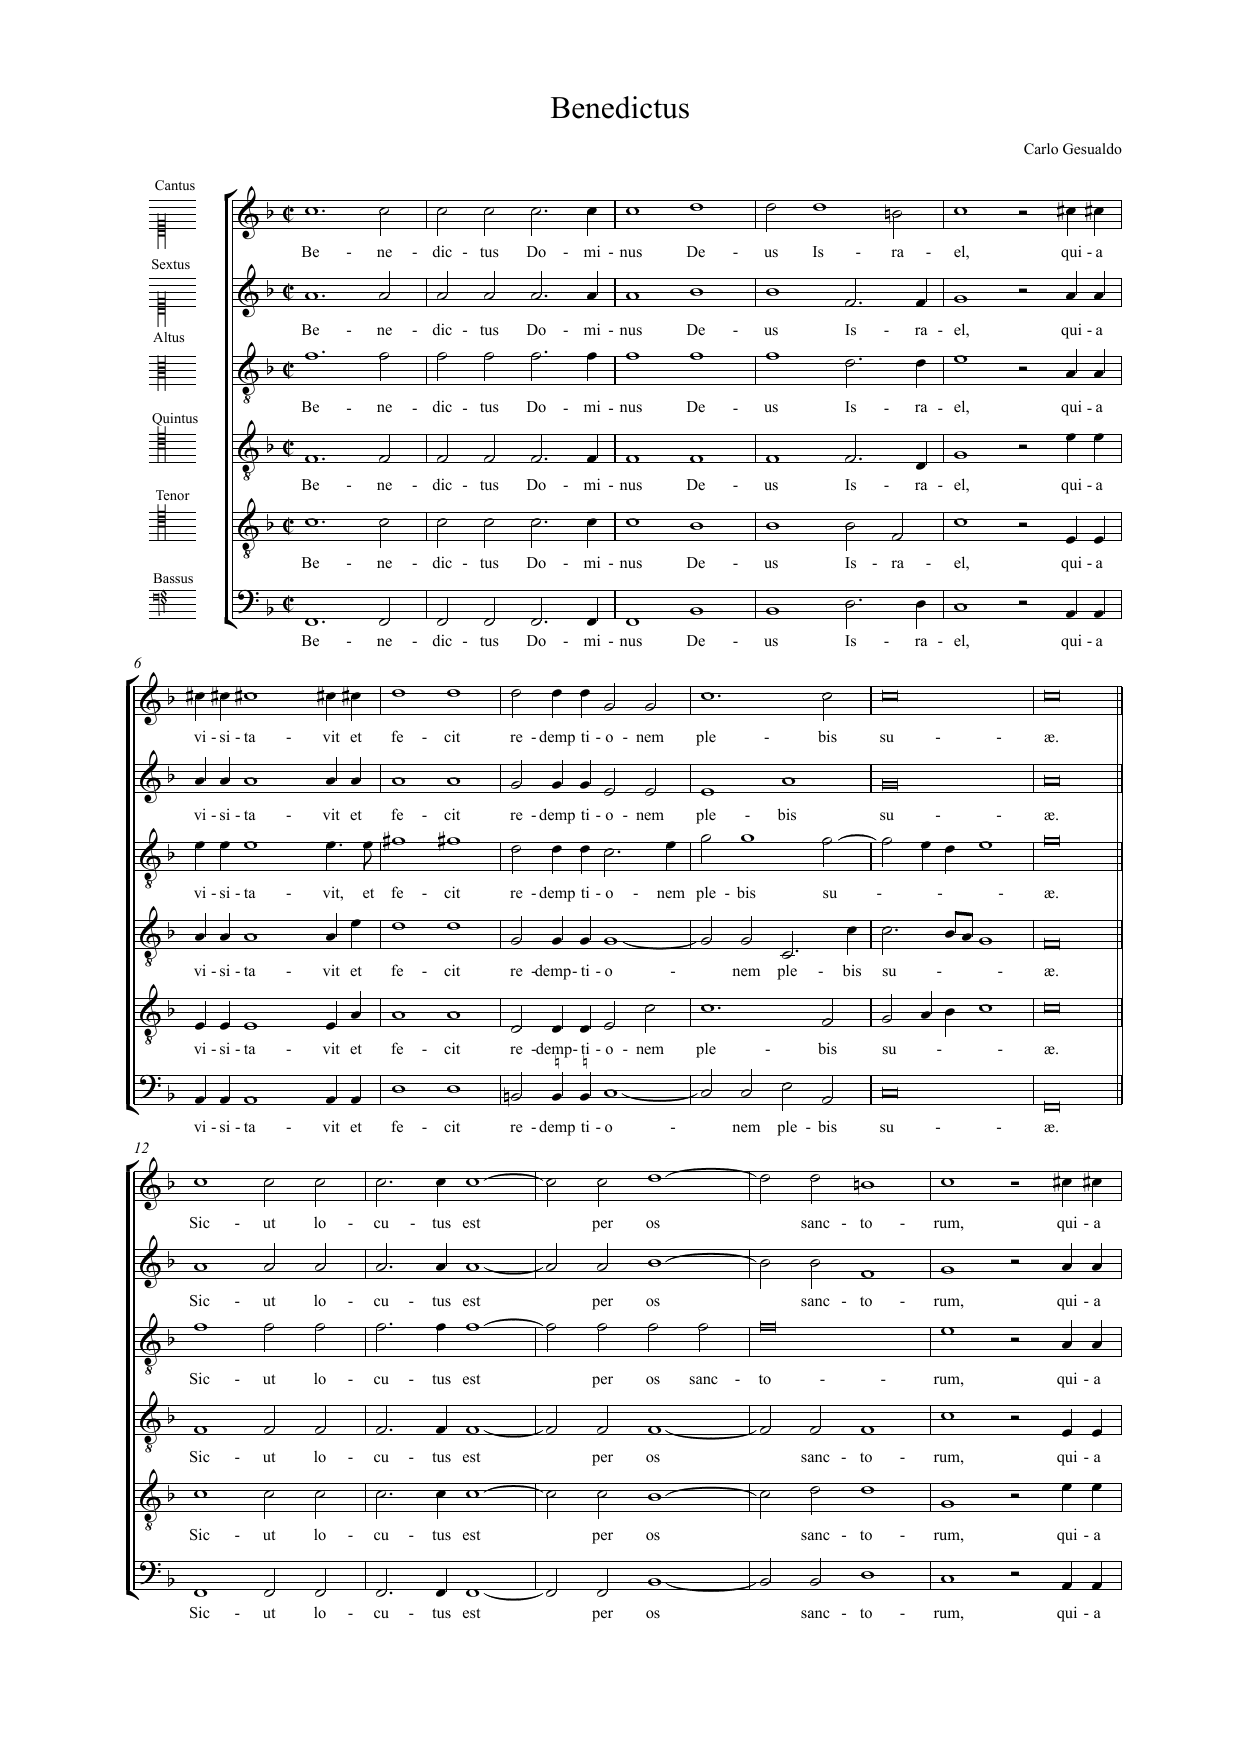 Benedictus
Carlo Gesualdo
Cantus
Be - ne - dic - tus Do - mi - nus De - us Is - ra - el, qui - a
Sextus
Be - ne - dic - tus Do - mi - nus De - us Is - ra - el, qui - a
Altus
8
Be - ne - dic - tus Do - mi - nus De - us Is - ra - el, qui - a
Quintus
8
Be - ne - dic - tus Do - mi - nus De - us Is - ra - el, qui - a
Tenor
8
Be - ne - dic - tus Do - mi - nus De - us Is - ra - el, qui - a
Bassus
Be - ne - dic - tus Do - mi - nus De - us Is - ra - el, qui - a
6
vi - si - ta - vit et fe - cit re - demp ti - o - nem ple - bis su - - æ.
vi - si - ta - vit et fe - cit re - demp ti - o - nem ple - bis su - - æ.
8
vi - si - ta - vit, et fe - cit re - demp ti - o - nem ple - bis su - - - æ.
8
vi - si - ta - vit et fe - cit re - demp - ti - o - nem ple - bis su - - æ.
8
vi - si - ta - vit et fe - cit re - demp - ti - o - nem ple - bis su - - æ.
vi - si - ta - vit et fe - cit re - demp ti - o - nem ple - bis su - - æ.
12
Sic - ut lo - cu - tus est per os sanc - to - rum, qui - a
Sic - ut lo - cu - tus est per os sanc - to - rum, qui - a
8
Sic - ut lo - cu - tus est per os sanc - to - - rum, qui - a
8
Sic - ut lo - cu - tus est per os sanc - to - rum, qui - a
8
Sic - ut lo - cu - tus est per os sanc - to - rum, qui - a
Sic - ut lo - cu - tus est per os sanc - to - rum, qui - a